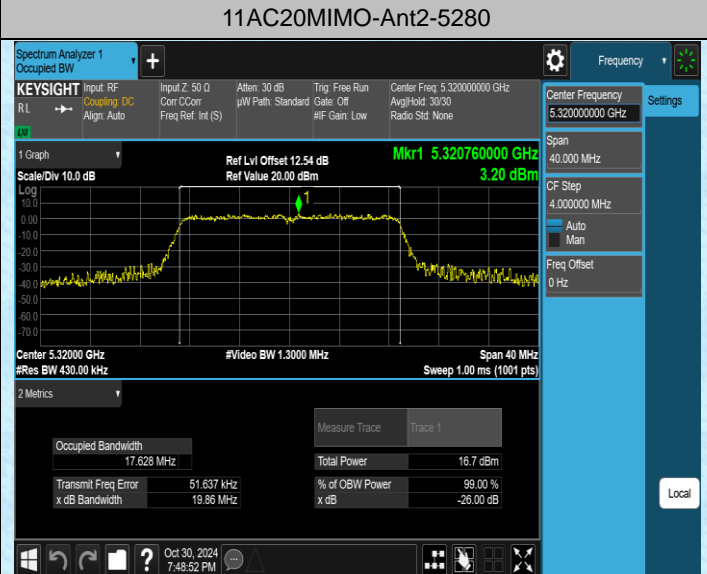 11AC20MIMO-Ant2-5280
Spectrum Analyzer 1
Occupied BW
+
Frequency
KEYSIGHT
RL
LXI
Input: RF
Coupling: DC
Align: Auto
Input Z: 50 Ω
Corr CCorr
Freq Ref: Int (S)
Atten: 30 dB
µW Path: Standard
Trig: Free Run
Gate: Off
#IF Gain: Low
Center Freq: 5.320000000 GHz
Avg|Hold: 30/30
Radio Std: None
Center Frequency
5.320000000 GHz
Settings
Span
40.000 MHz
CF Step
4.000000 MHz
Auto
Man
Freq Offset
0 Hz
1 Graph
Scale/Div 10.0 dB
Ref Lvl Offset 12.54 dB
Ref Value 20.00 dBm
Mkr1 5.320760000 GHz
3.20 dBm
Log
10.0
0.00
-10.0
-20.0
-30.0
-40.0
-50.0
-60.0
-70.0
1
Center 5.32000 GHz
#Res BW 430.00 kHz
#Video BW 1.3000 MHz
Span 40 MHz
Sweep 1.00 ms (1001 pts)
2 Metrics
Measure Trace Trace 1
Occupied Bandwidth
17.628 MHz
Total Power 16.7 dBm
Transmit Freq Error 51.637 kHz
% of OBW Power 99.00 %
x dB Bandwidth 19.86 MHz
x dB -26.00 dB
Local
?
Oct 30, 2024
7:48:52 PM